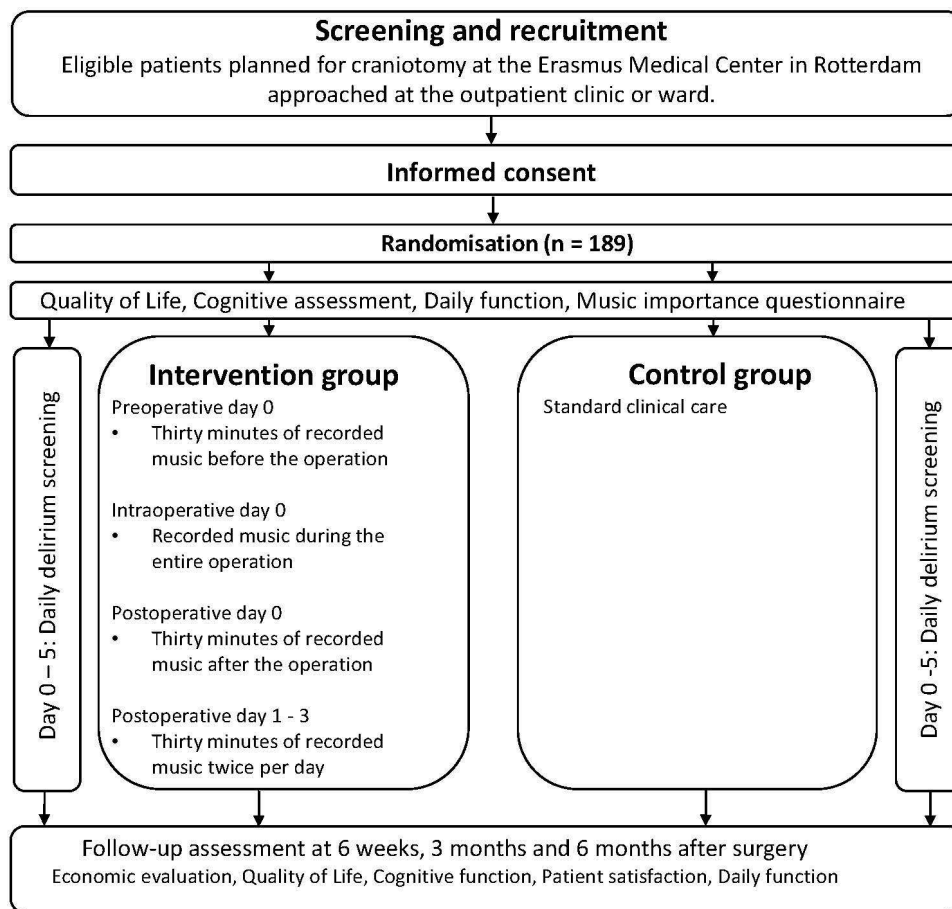 Screening and recruitment
Eligible patients planned for craniotomy at the Erasmus Medical Center in Rotterdam
approached at the outpatient clinic or ward.
Informed consent
Randomisation (n = 189)
Quality of Life, Cognitive assessment, Daily function, Music importance questionnaire
Day 0 – 5: Daily delirium screening
Intervention group
Preoperative day 0
• Thirty minutes of recorded
music before the operation
Intraoperative day 0
• Recorded music during the
entire operation
Postoperative day 0
• Thirty minutes of recorded
music after the operation
Postoperative day 1 - 3
• Thirty minutes of recorded
music twice per day
Control group
Standard clinical care
Day 0 -5: Daily delirium screening
Follow-up assessment at 6 weeks, 3 months and 6 months after surgery
Economic evaluation, Quality of Life, Cognitive function, Patient satisfaction, Daily function